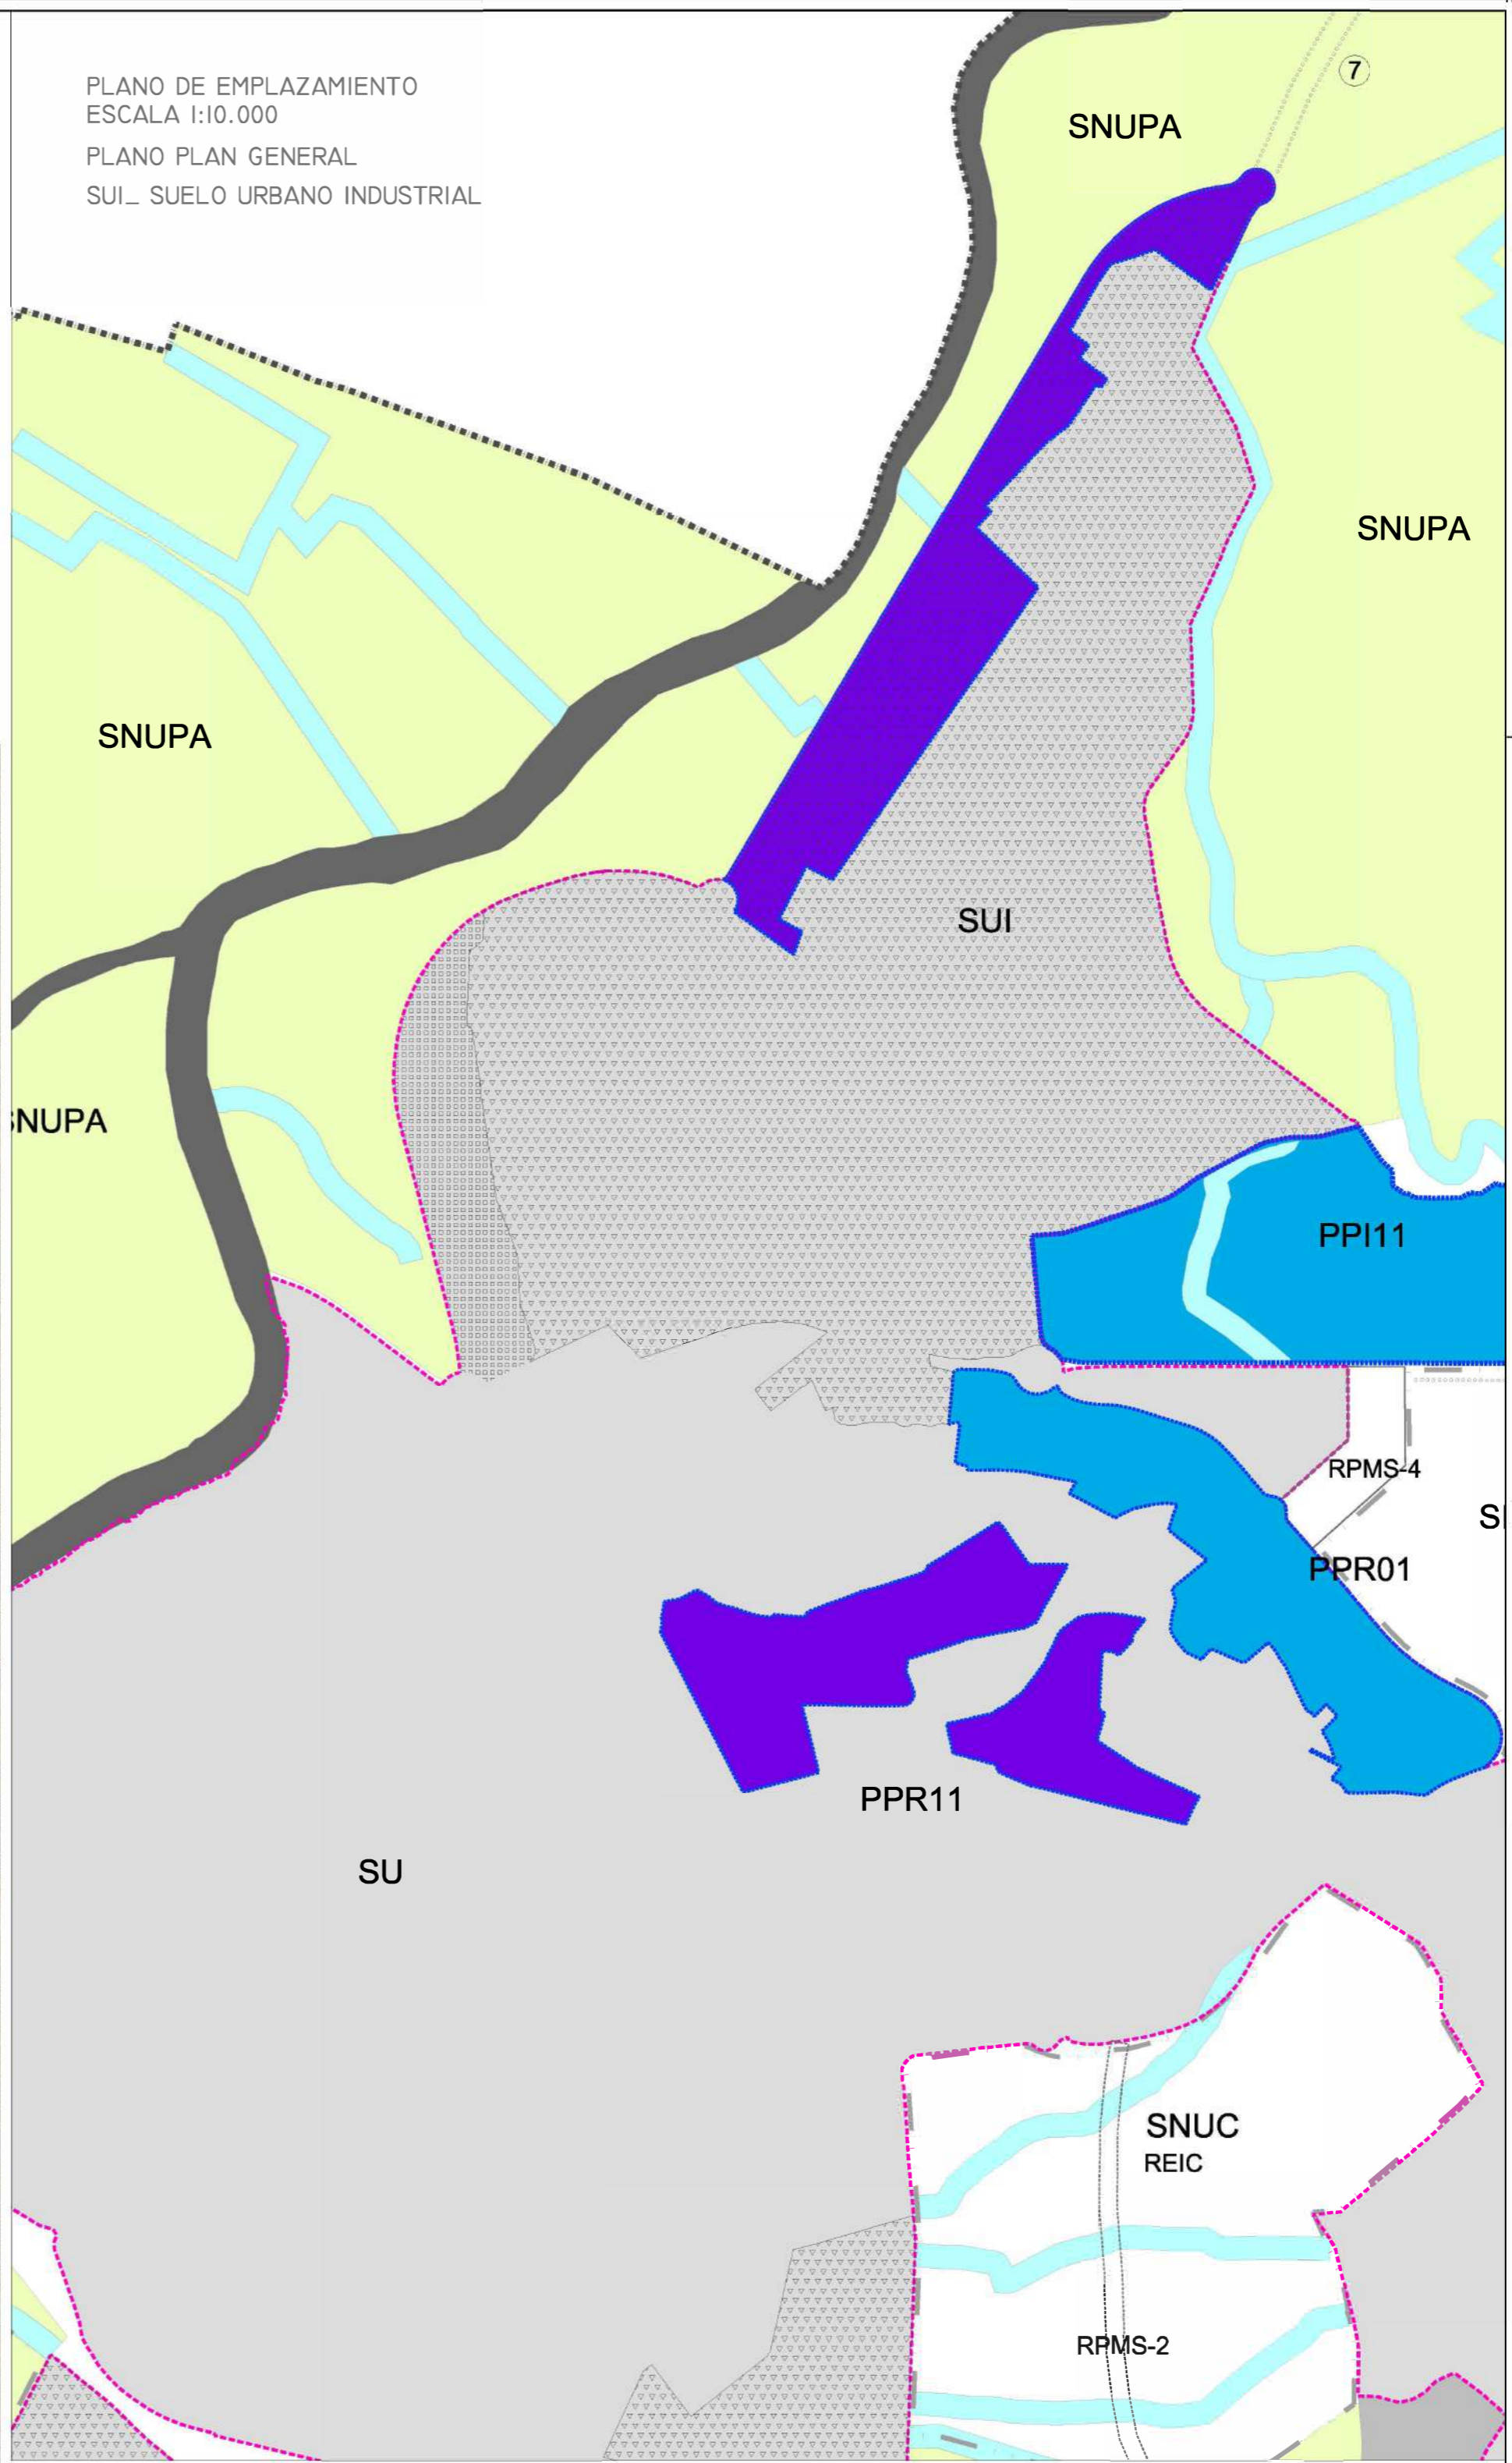 PLANO DE EMPLAZAMIENTO
ESCALA 1:10.000
PLANO PLAN GENERAL
SUI_ SUELO URBANO INDUSTRIAL
7
SNUPA
SNUPA
SNUPA
SUI
SNUPA
PPI11
RPMS-4
PPR01
PPR11
SU
SNUC
REIC
RPMS-2